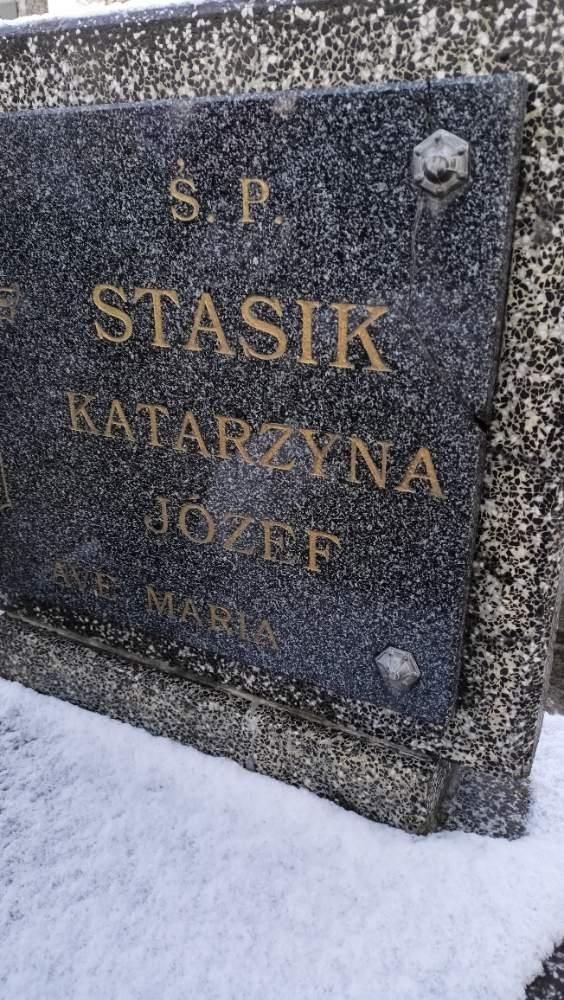 Ś. P.
STASIK
KATARZYNA
JÓZEF
AVE MARIA